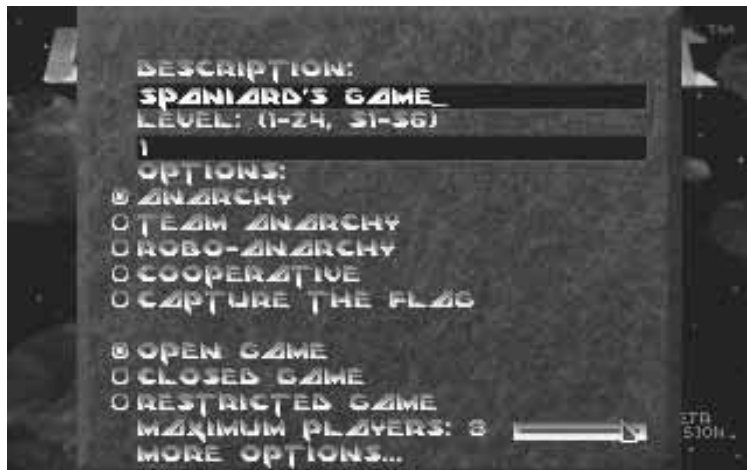 DESCRIPTION:
SPANIARD'S GAME_
LEVEL: (1-24, S1-S6)
1
OPTIONS:
ANARCHY
TEAM ANARCHY
ROBO-ANARCHY
COOPERATIVE
CAPTURE THE FLAG
OPEN GAME
CLOSED GAME
RESTRICTED GAME
MAXIMUM PLAYERS: 8
MORE OPTIONS...
TM